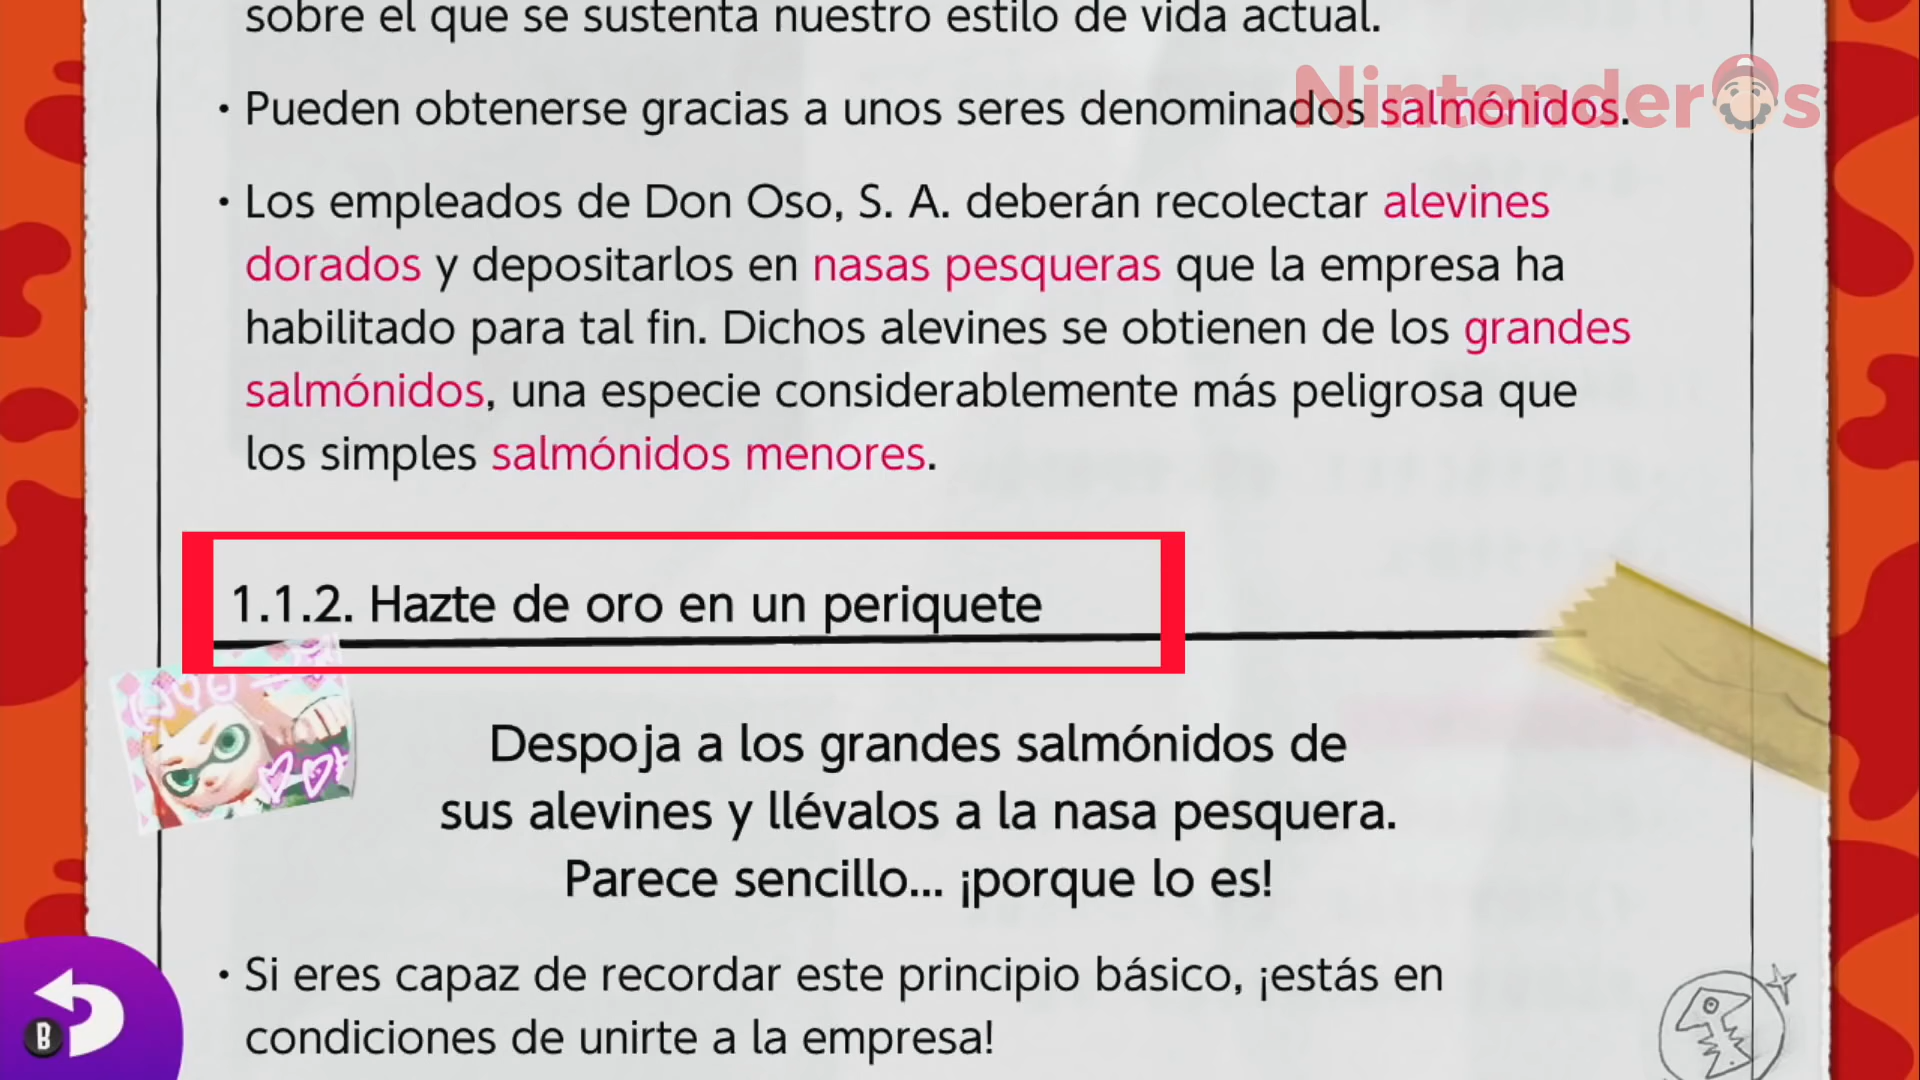 sobre el que se sustenta nuestro estilo de vida actual.
NintenderOs
• Pueden obtenerse gracias a unos seres denominados salmónidos.
• Los empleados de Don Oso, S. A. deberán recolectar alevines
dorados y depositarlos en nasas pesqueras que la empresa ha
habilitado para tal fin. Dichos alevines se obtienen de los grandes
salmónidos, una especie considerablemente más peligrosa que
los simples salmónidos menores.
1.1.2. Hazte de oro en un periquete
Despoja a los grandes salmónidos de
sus alevines y llévalos a la nasa pesquera.
Parece sencillo... ¡porque lo es!
• Si eres capaz de recordar este principio básico, ¡estás en
condiciones de unirte a la empresa!
B